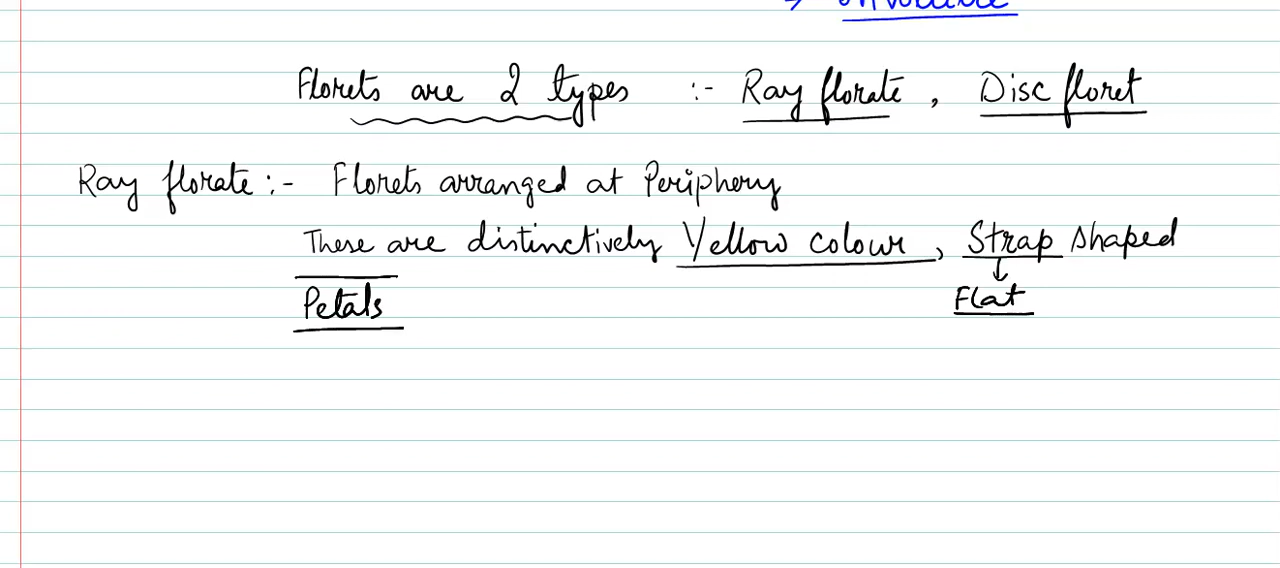 Florets are 2 types :- Ray florate, Disc floret
Ray florate :- Florets arranged at Periphery
These are distinctively Yellow colour, Strap shaped
Petals
Flat